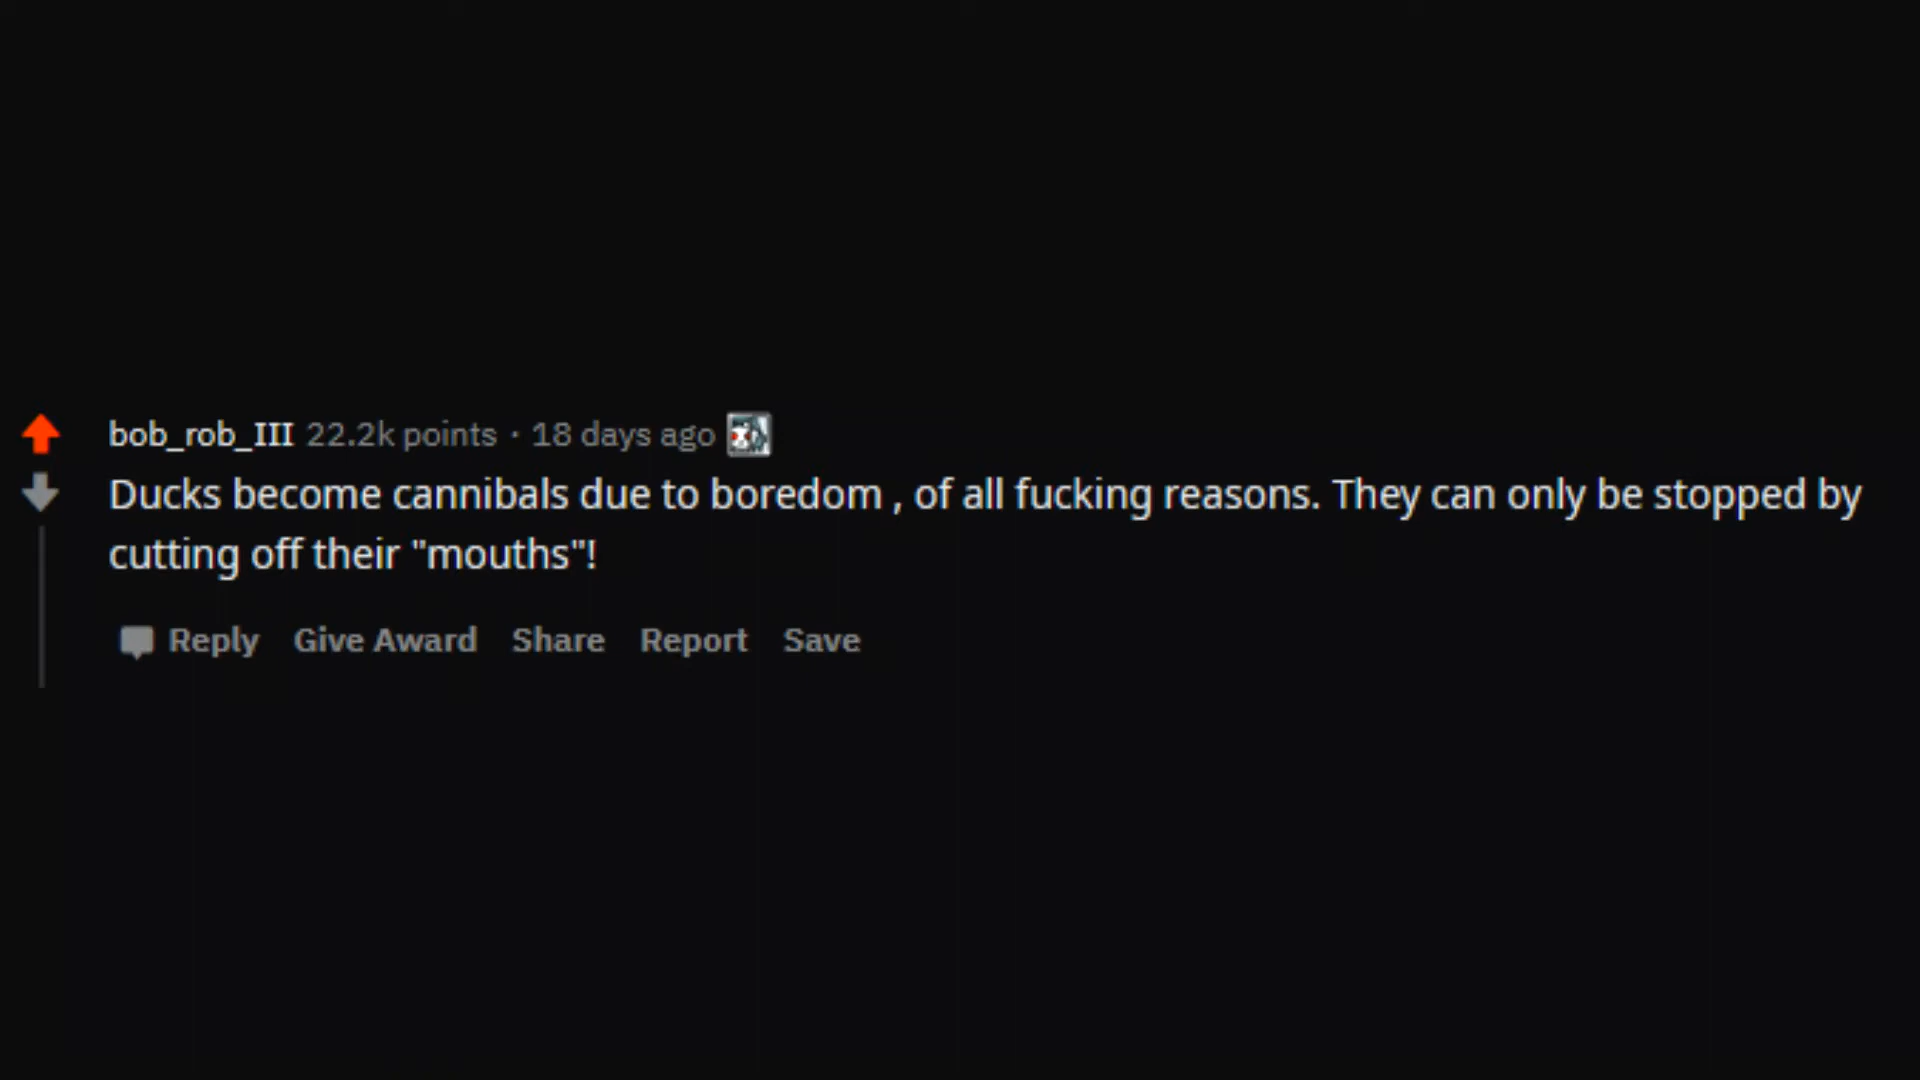 bob_rob_III 22.2k points · 18 days ago
Ducks become cannibals due to boredom , of all fucking reasons. They can only be stopped by
cutting off their "mouths"!
Reply Give Award Share Report Save